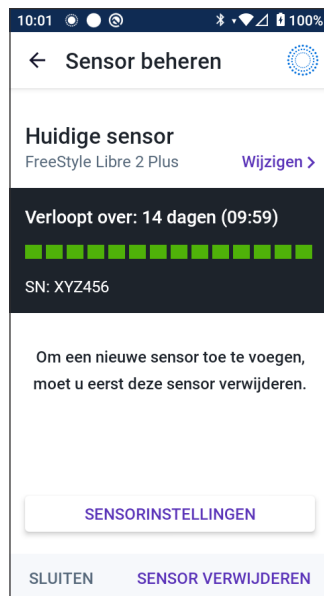 10:01 100%
Sensor beheren
Huidige sensor
FreeStyle Libre 2 Plus Wijzigen
Verloopt over: 14 dagen (09:59)
SN: XYZ456
Om een nieuwe sensor toe te voegen,
moet u eerst deze sensor verwijderen.
SENSORINSTELLINGEN
SLUITEN SENSOR VERWIJDEREN